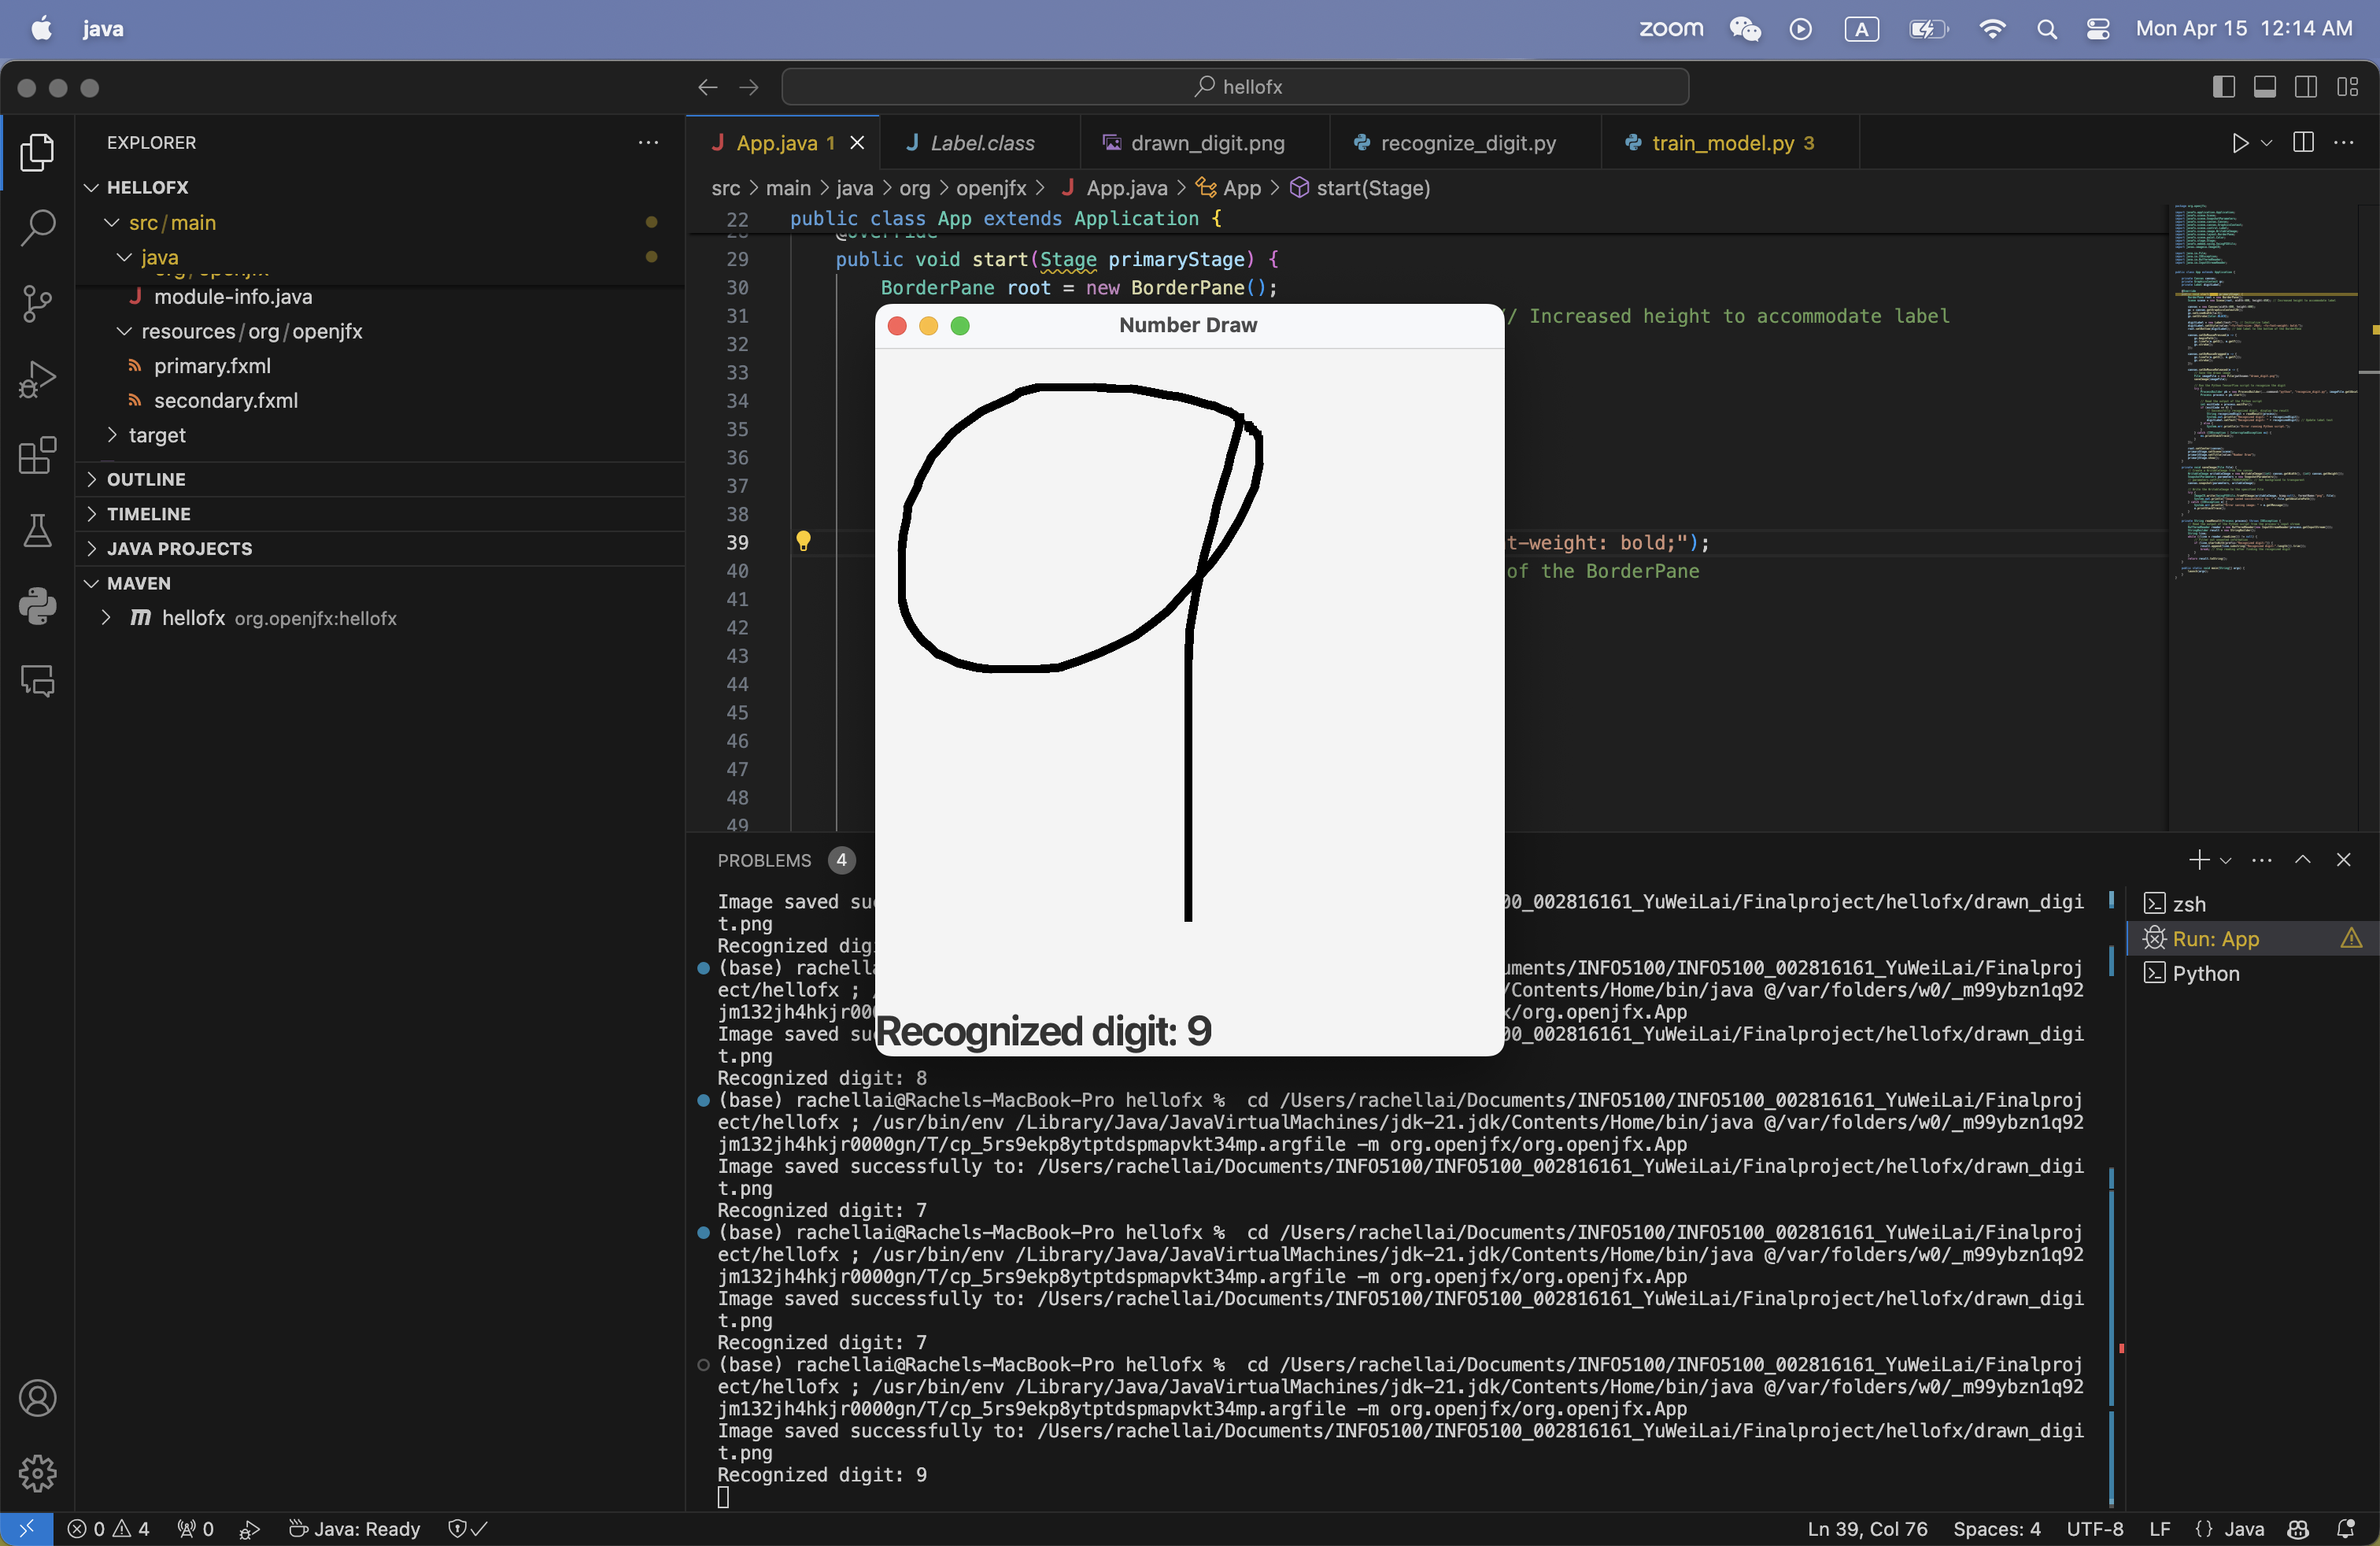 java
zoom
A
Mon Apr 15 12:14 AM
hellofx
EXPLORER
HELLOFX
src/main
java
module-info.java
resources/org/openjfx
primary.fxml
secondary.fxml
target
OUTLINE
TIMELINE
JAVA PROJECTS
MAVEN
hellofx org.openjfx:hellofx
App.java 1
Label.class
drawn_digit.png
recognize_digit.py
train_model.py 3
src > main > java > org > openjfx > App.java > App > start(Stage)
22 public class App extends Application {
29 public void start(Stage primaryStage) {
30 BorderPane root = new BorderPane();
31 / Increased height to accommodate label
32
33
34
35
36
37
38
39 t-weight: bold;");
40 of the BorderPane
41
42
43
44
45
46
47
48
49
Number Draw
Recognized digit: 9
PROBLEMS 4
Image saved su 00_002816161_YuWeiLai/Finalproject/hellofx/drawn_digi
t.png
Recognized dig
(base) rachella uments/INFO5100/INFO5100_002816161_YuWeiLai/Finalproj
ect/hellofx ; /Contents/Home/bin/java @/var/folders/w0/_m99ybzn1q92
jm132jh4hkjr00 x/org.openjfx.App
Image saved su 00_002816161_YuWeiLai/Finalproject/hellofx/drawn_digi
t.png
Recognized digit: 8
(base) rachellai@Rachels-MacBook-Pro hellofx % cd /Users/rachellai/Documents/INFO5100/INFO5100_002816161_YuWeiLai/Finalproj
ect/hellofx ; /usr/bin/env /Library/Java/JavaVirtualMachines/jdk-21.jdk/Contents/Home/bin/java @/var/folders/w0/_m99ybzn1q92
jm132jh4hkjr0000gn/T/cp_5rs9ekp8ytptdspmapvkt34mp.argfile -m org.openjfx/org.openjfx.App
Image saved successfully to: /Users/rachellai/Documents/INFO5100/INFO5100_002816161_YuWeiLai/Finalproject/hellofx/drawn_digi
t.png
Recognized digit: 7
(base) rachellai@Rachels-MacBook-Pro hellofx % cd /Users/rachellai/Documents/INFO5100/INFO5100_002816161_YuWeiLai/Finalproj
ect/hellofx ; /usr/bin/env /Library/Java/JavaVirtualMachines/jdk-21.jdk/Contents/Home/bin/java @/var/folders/w0/_m99ybzn1q92
jm132jh4hkjr0000gn/T/cp_5rs9ekp8ytptdspmapvkt34mp.argfile -m org.openjfx/org.openjfx.App
Image saved successfully to: /Users/rachellai/Documents/INFO5100/INFO5100_002816161_YuWeiLai/Finalproject/hellofx/drawn_digi
t.png
Recognized digit: 7
(base) rachellai@Rachels-MacBook-Pro hellofx % cd /Users/rachellai/Documents/INFO5100/INFO5100_002816161_YuWeiLai/Finalproj
ect/hellofx ; /usr/bin/env /Library/Java/JavaVirtualMachines/jdk-21.jdk/Contents/Home/bin/java @/var/folders/w0/_m99ybzn1q92
jm132jh4hkjr0000gn/T/cp_5rs9ekp8ytptdspmapvkt34mp.argfile -m org.openjfx/org.openjfx.App
Image saved successfully to: /Users/rachellai/Documents/INFO5100/INFO5100_002816161_YuWeiLai/Finalproject/hellofx/drawn_digi
t.png
Recognized digit: 9
zsh
Run: App
Python
0 4 0 Java: Ready
Ln 39, Col 76 Spaces: 4 UTF-8 LF {} Java